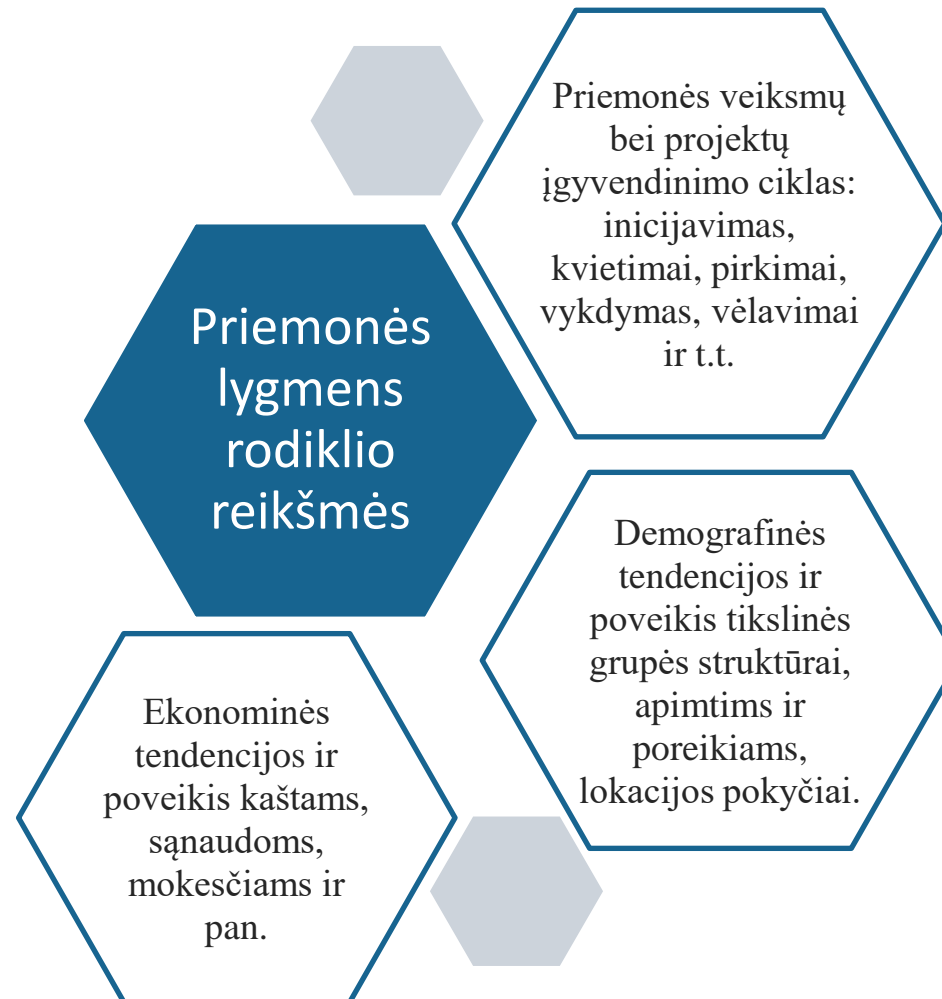 Priemonės veiksmų
bei projektų
įgyvendinimo ciklas:
inicijavimas,
kvietimai, pirkimai,
vykdymas, vėlavimai
ir t.t.
Priemonės
lygmens
rodiklio
reikšmės
Demografinės
tendencijos ir
poveikis tikslinės
grupės struktūrai,
apimtims ir
poreikiams,
lokacijos pokyčiai.
Ekonominės
tendencijos ir
poveikis kaštams,
sąnaudoms,
mokesčiams ir
pan.